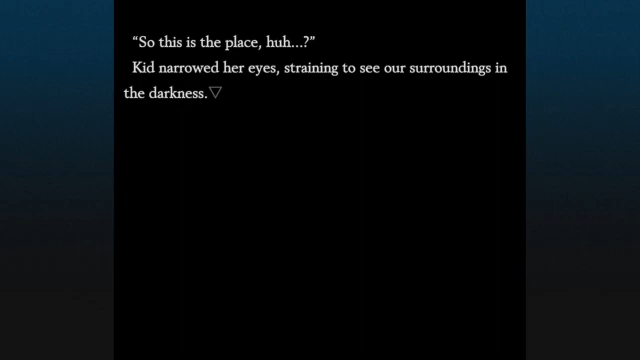 “So this is the place, huh...?”
Kid narrowed her eyes, straining to see our surroundings in
the darkness.▽